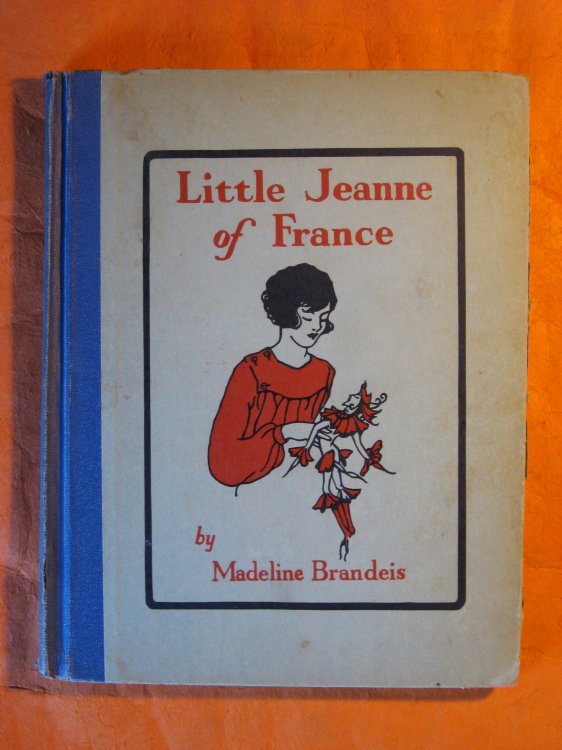 Little Jeanne
of France
by
Madeline Brandeis